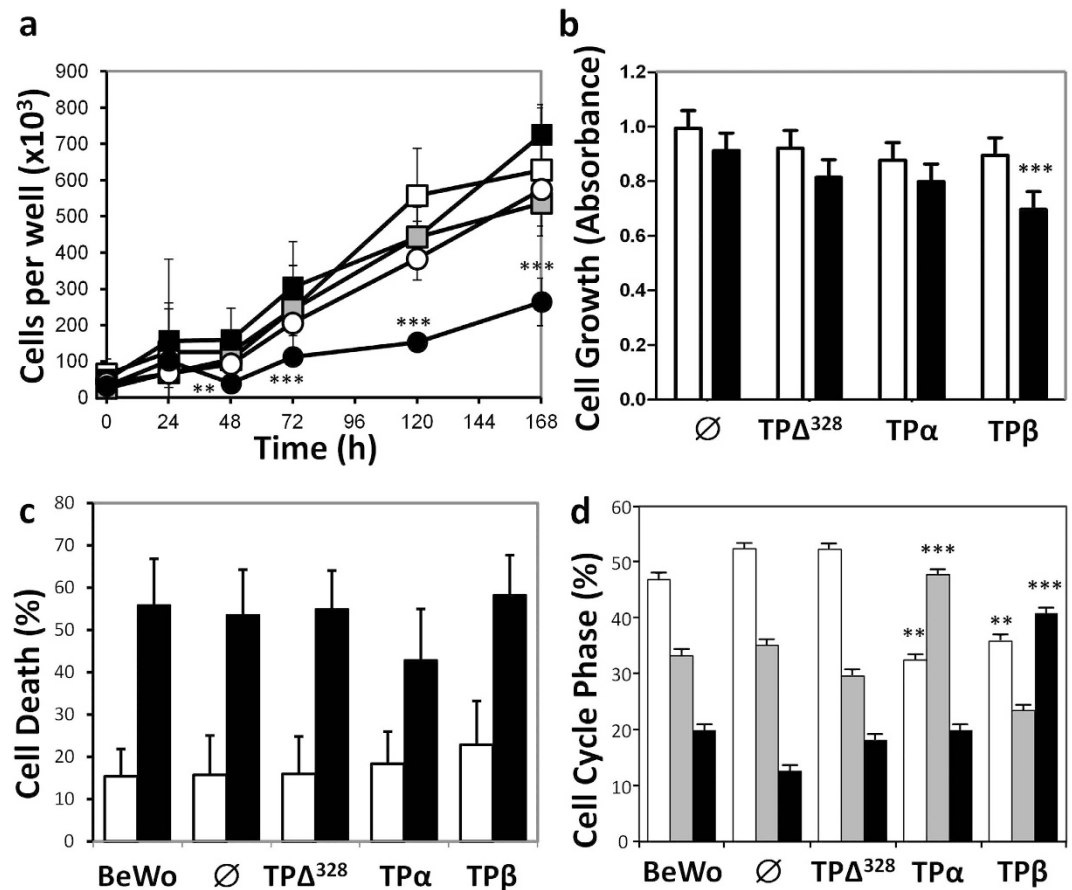 a
Cells per well (x10³)
900
800
700
600
500
400
300
200
100
0
** *** *** ***
0 24 48 72 96 120 144 168
Time (h)
b
Cell Growth (Absorbance)
1.2
1.0
0.8
0.6
0.4
0.2
0.0
***
∅ TPΔ³²⁸ TPα TPβ
c
Cell Death (%)
80
70
60
50
40
30
20
10
0
BeWo ∅ TPΔ³²⁸ TPα TPβ
d
Cell Cycle Phase (%)
60
50
40
30
20
10
0
** *** ** ***
BeWo ∅ TPΔ³²⁸ TPα TPβ